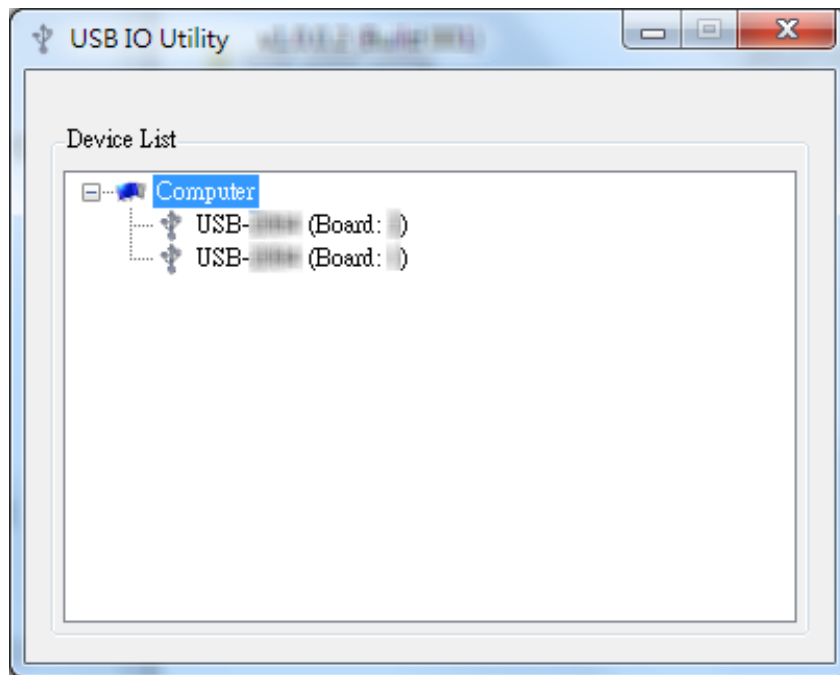 USB IO Utility
Device List
Computer
USB- (Board: )
USB- (Board: )